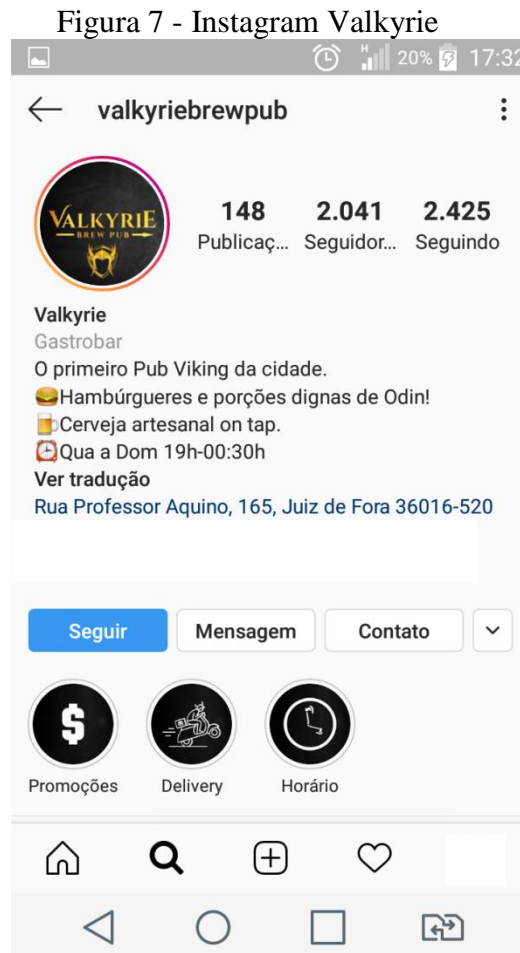 Figura 7 - Instagram Valkyrie
H 20% 17:32
valkyriebrewpub
VALKYRIE
BREW PUB
148 2.041 2.425
Publicaç... Seguidor... Seguindo
Valkyrie
Gastrobar
O primeiro Pub Viking da cidade.
🍔Hambúrgueres e porções dignas de Odin!
🍺Cerveja artesanal on tap.
⏰Qua a Dom 19h-00:30h
Ver tradução
Rua Professor Aquino, 165, Juiz de Fora 36016-520
Seguir Mensagem Contato
$
Promoções Delivery Horário